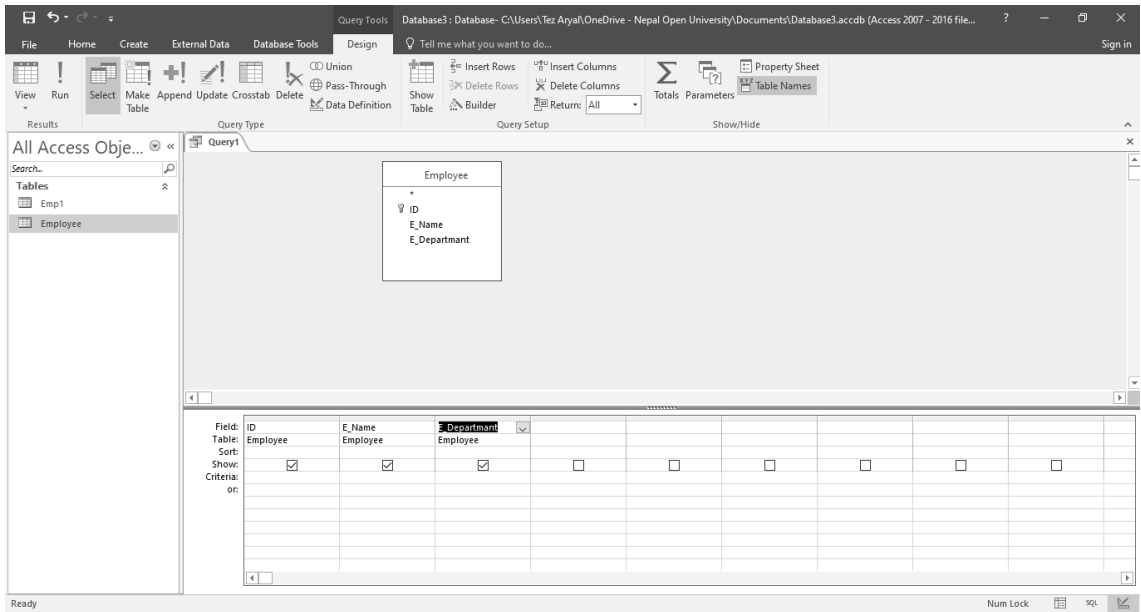 Query Tools Database3 : Database- C:\Users\Tez Aryal\OneDrive - Nepal Open University\Documents\Database3.accdb (Access 2007 - 2016 file... ?
File Home Create External Data Database Tools Design Tell me what you want to do... Sign in
View Run Select Make Table Append Update Crosstab Delete
Union
Pass-Through
Data Definition
Show Table
Insert Rows
Delete Rows
Builder
Insert Columns
Delete Columns
Return: All
Totals Parameters
Property Sheet
XYZ Table Names
Results Query Type Query Setup Show/Hide
All Access Obje... «
Search...
Tables
Emp1
Employee
Query1
Employee
*
ID
E_Name
E_Departmant
Field: ID E_Name E_Departmant
Table: Employee Employee Employee
Sort:
Show:
Criteria:
or:
Ready Num Lock SQL